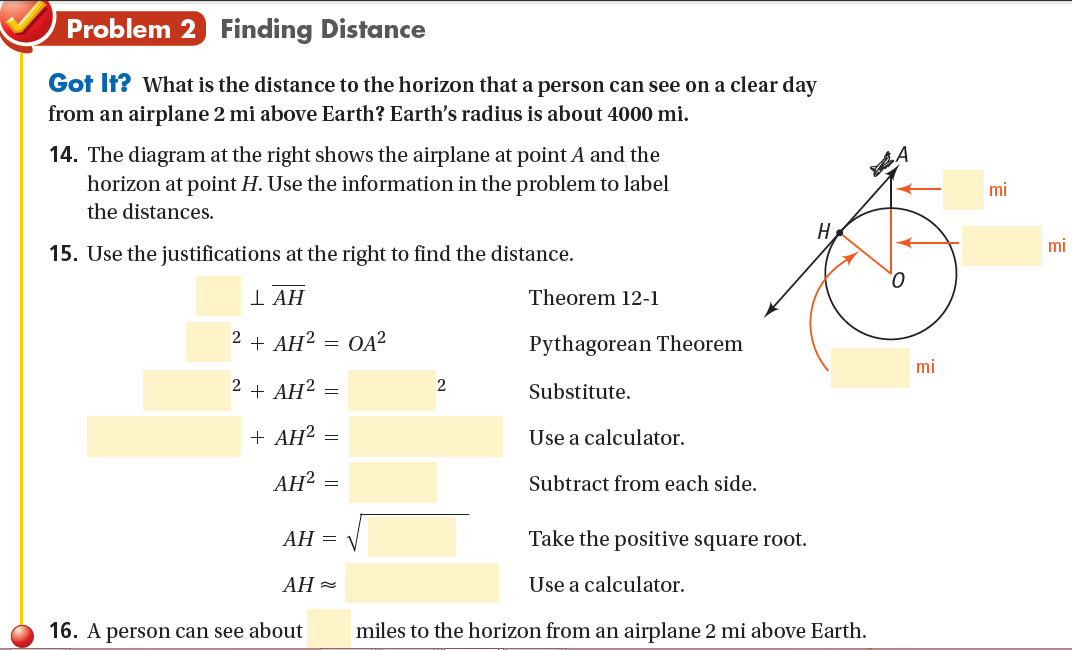 Problem 2 Finding Distance
Got It? What is the distance to the horizon that a person can see on a clear day
from an airplane 2 mi above Earth? Earth's radius is about 4000 mi.
14. The diagram at the right shows the airplane at point A and the
horizon at point H. Use the information in the problem to label
the distances.
A
mi
H
mi
O
mi
15. Use the justifications at the right to find the distance.
⊥ A̅H̅ Theorem 12-1
² + AH² = OA² Pythagorean Theorem
² + AH² = ² Substitute.
+ AH² = Use a calculator.
AH² = Subtract from each side.
AH = √ Take the positive square root.
AH ≈ Use a calculator.
16. A person can see about miles to the horizon from an airplane 2 mi above Earth.